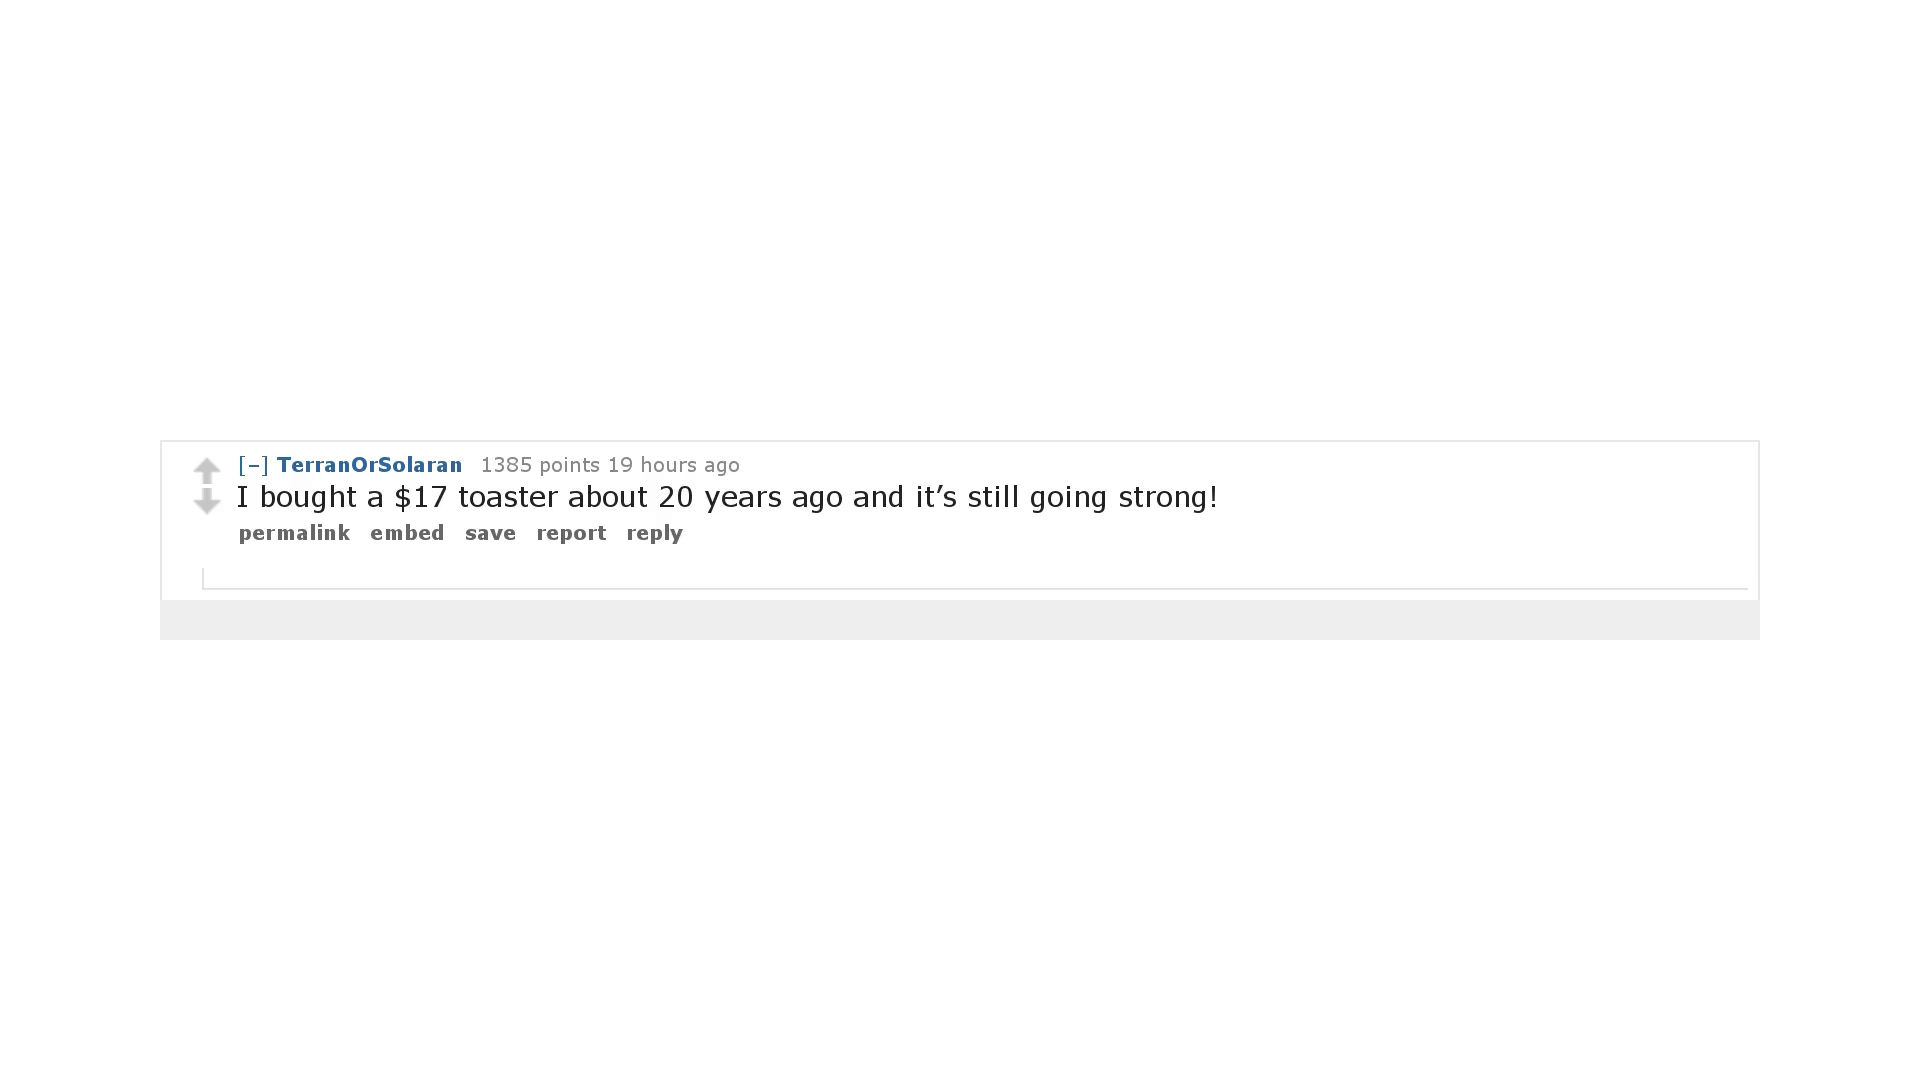 [–] TerranOrSolaran 1385 points 19 hours ago
I bought a $17 toaster about 20 years ago and it’s still going strong!
permalink embed save report reply